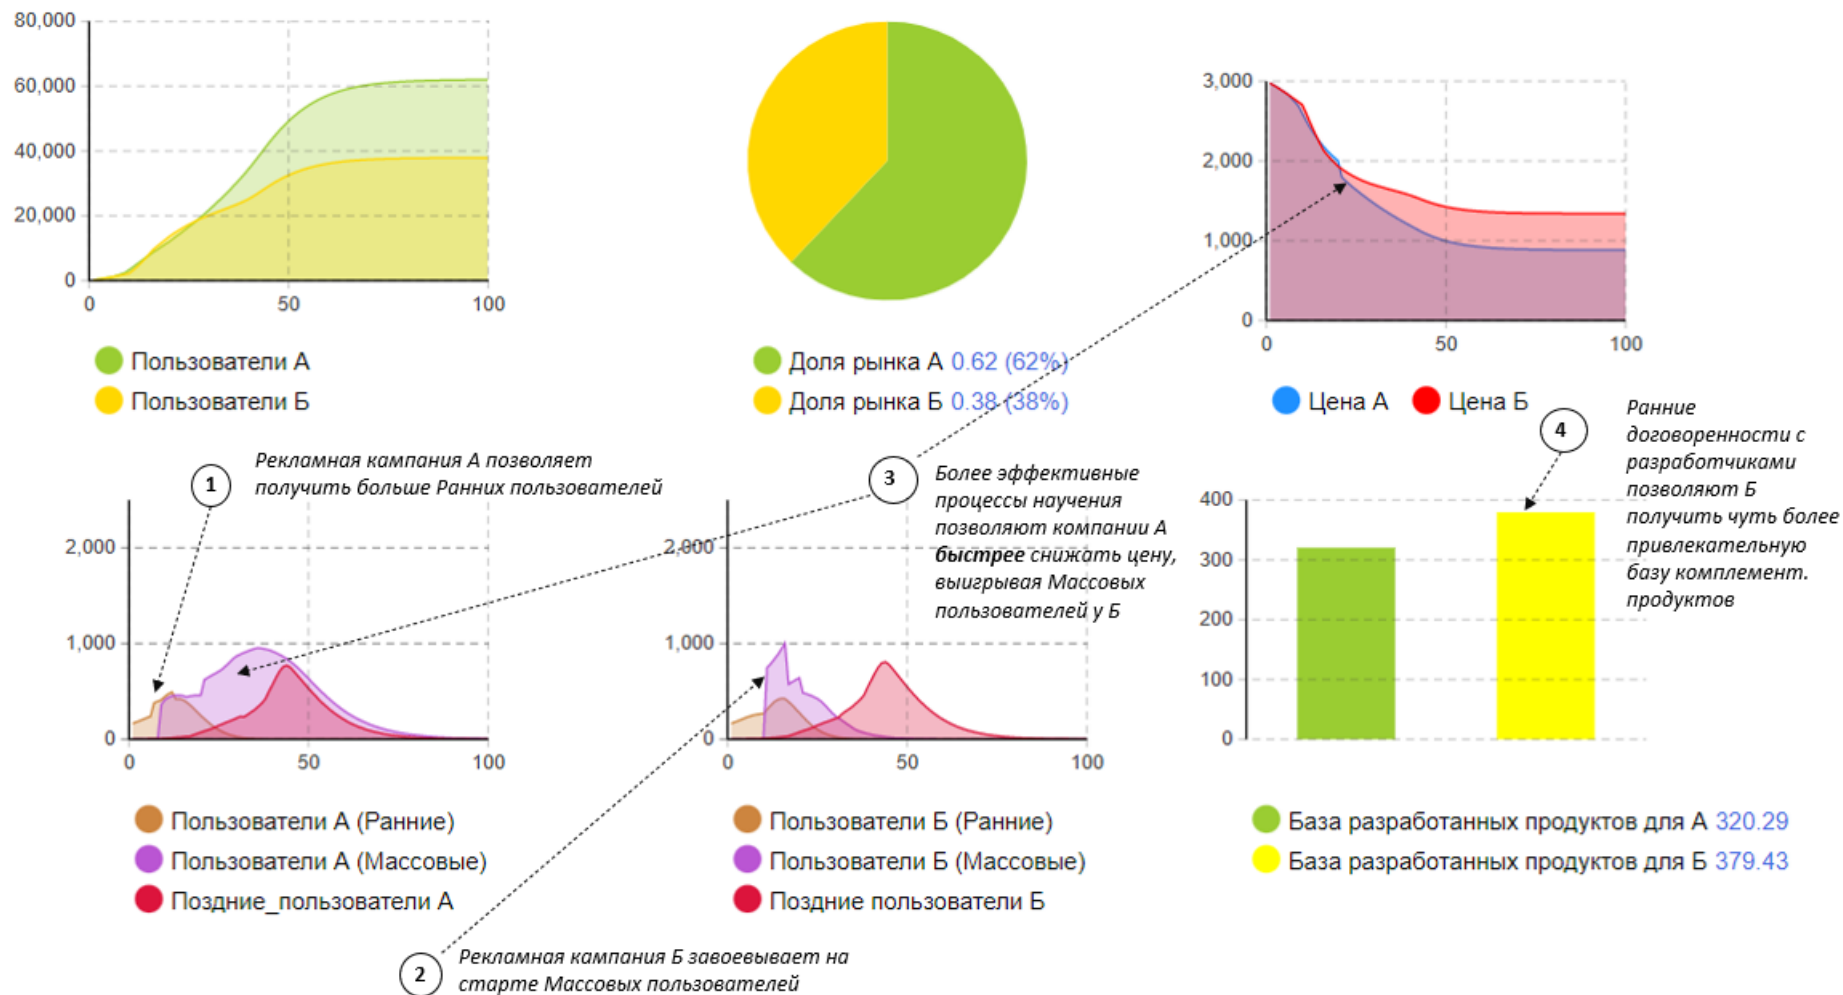 80,000
60,000
40,000
20,000
0
0
50
100
Пользователи А
Пользователи Б
Доля рынка А 0.62 (62%)
Доля рынка Б 0.38 (38%)
3,000
2,000
1,000
0
0
50
100
Цена А
Цена Б
1
Рекламная кампания А позволяет
получить больше Ранних пользователей
3
Более эффективные
процессы научения
позволяют компании А
быстрее снижать цену,
выигрывая Массовых
пользователей у Б
4
Ранние
договоренности с
разработчиками
позволяют Б
получить чуть более
привлекательную
базу комплемент.
продуктов
2,000
1,000
0
0
50
100
Пользователи А (Ранние)
Пользователи А (Массовые)
Поздние_пользователи А
2,000
1,000
0
0
50
100
Пользователи Б (Ранние)
Пользователи Б (Массовые)
Поздние пользователи Б
400
300
200
100
0
База разработанных продуктов для А 320.29
База разработанных продуктов для Б 379.43
2
Рекламная кампания Б завоевывает на
старте Массовых пользователей